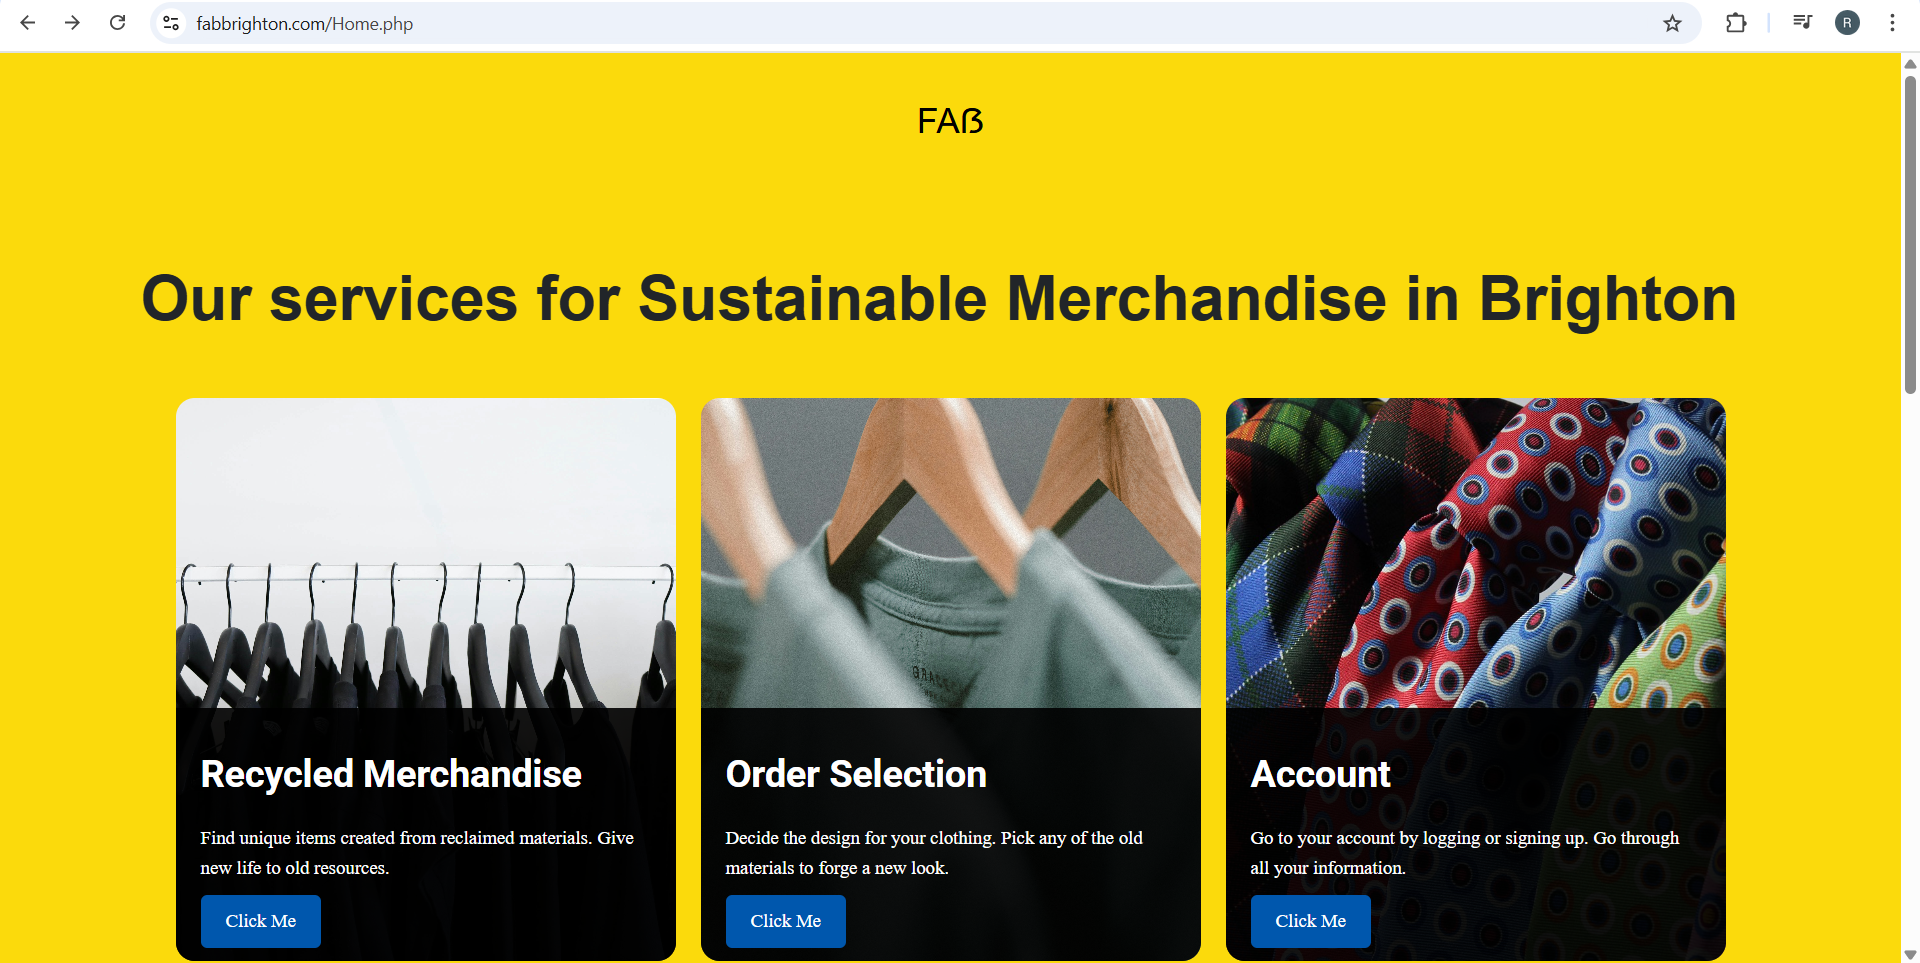 fabbrighton.com/Home.php
R
FAß
Our services for Sustainable Merchandise in Brighton
Recycled Merchandise
Find unique items created from reclaimed materials. Give
new life to old resources.
Click Me
Order Selection
Decide the design for your clothing. Pick any of the old
materials to forge a new look.
Click Me
Account
Go to your account by logging or signing up. Go through
all your information.
Click Me